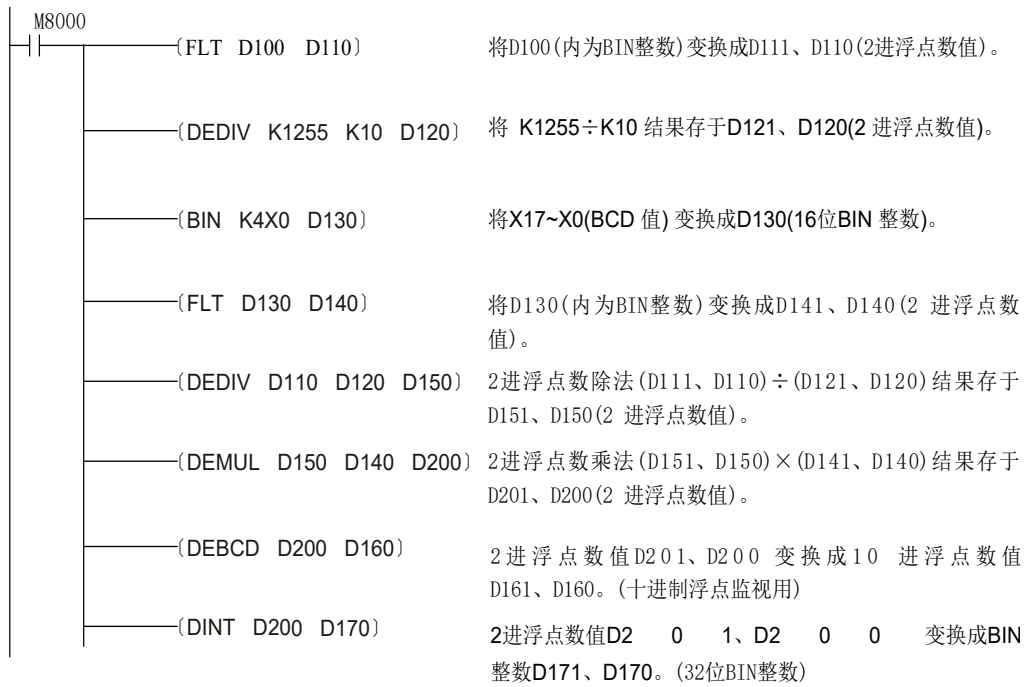 M8000
〔FLT D100 D110〕 将D100(内为BIN整数)变换成D111、D110(2进浮点数值)。
〔DEDIV K1255 K10 D120〕 将 K1255÷K10 结果存于D121、D120(2 进浮点数值)。
〔BIN K4X0 D130〕 将X17~X0(BCD 值) 变换成D130(16位BIN 整数)。
〔FLT D130 D140〕 将D130(内为BIN整数)变换成D141、D140(2 进浮点数
值)。
〔DEDIV D110 D120 D150〕 2进浮点数除法(D111、D110)÷(D121、D120)结果存于
D151、D150(2 进浮点数值)。
〔DEMUL D150 D140 D200〕 2进浮点数乘法(D151、D150)×(D141、D140)结果存于
D201、D200(2 进浮点数值)。
〔DEBCD D200 D160〕 2进浮点数值D201、D200 变换成10 进浮点数值
D161、D160。(十进制浮点监视用)
〔DINT D200 D170〕 2进浮点数值D2 0 1、D2 0 0 变换成BIN
整数D171、D170。(32位BIN整数)